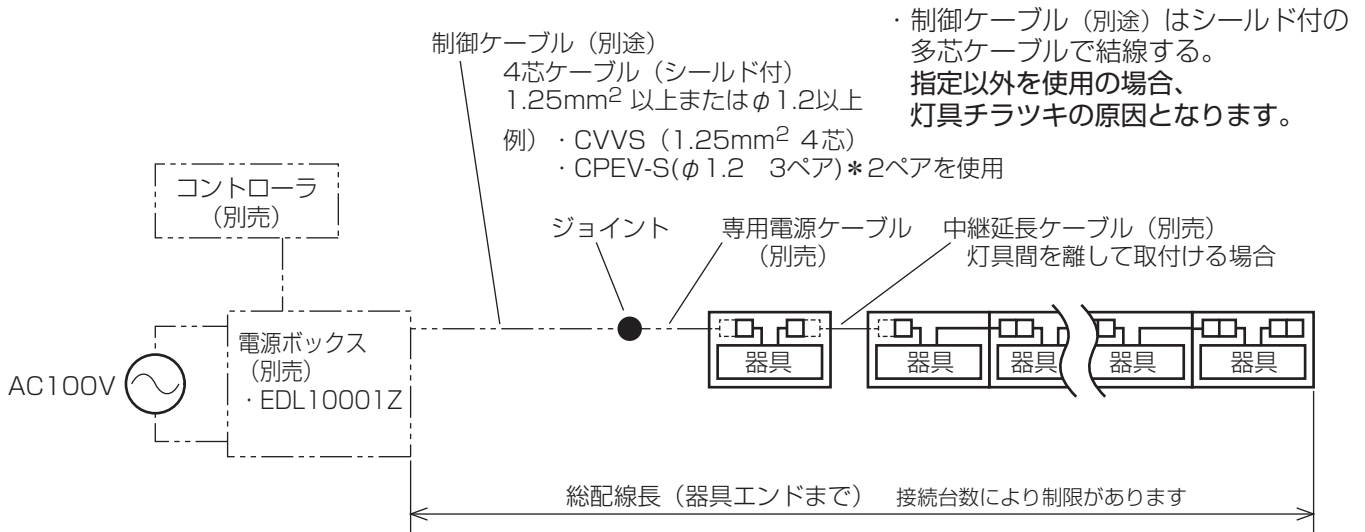 ・制御ケーブル（別途）はシールド付の
多芯ケーブルで結線する。
指定以外を使用の場合、
灯具チラツキの原因となります。
制御ケーブル（別途）
4芯ケーブル（シールド付）
1.25mm² 以上またはφ1.2以上
例）・CVVS（1.25mm² 4芯）
・CPEV-S(φ1.2　3ペア)＊2ペアを使用
コントローラ
（別売）
ジョイント
専用電源ケーブル
（別売）
中継延長ケーブル（別売）
灯具間を離して取付ける場合
電源ボックス
（別売）
・EDL10001Z
AC100V
器具
器具
器具
器具
器具
総配線長（器具エンドまで） 接続台数により制限があります